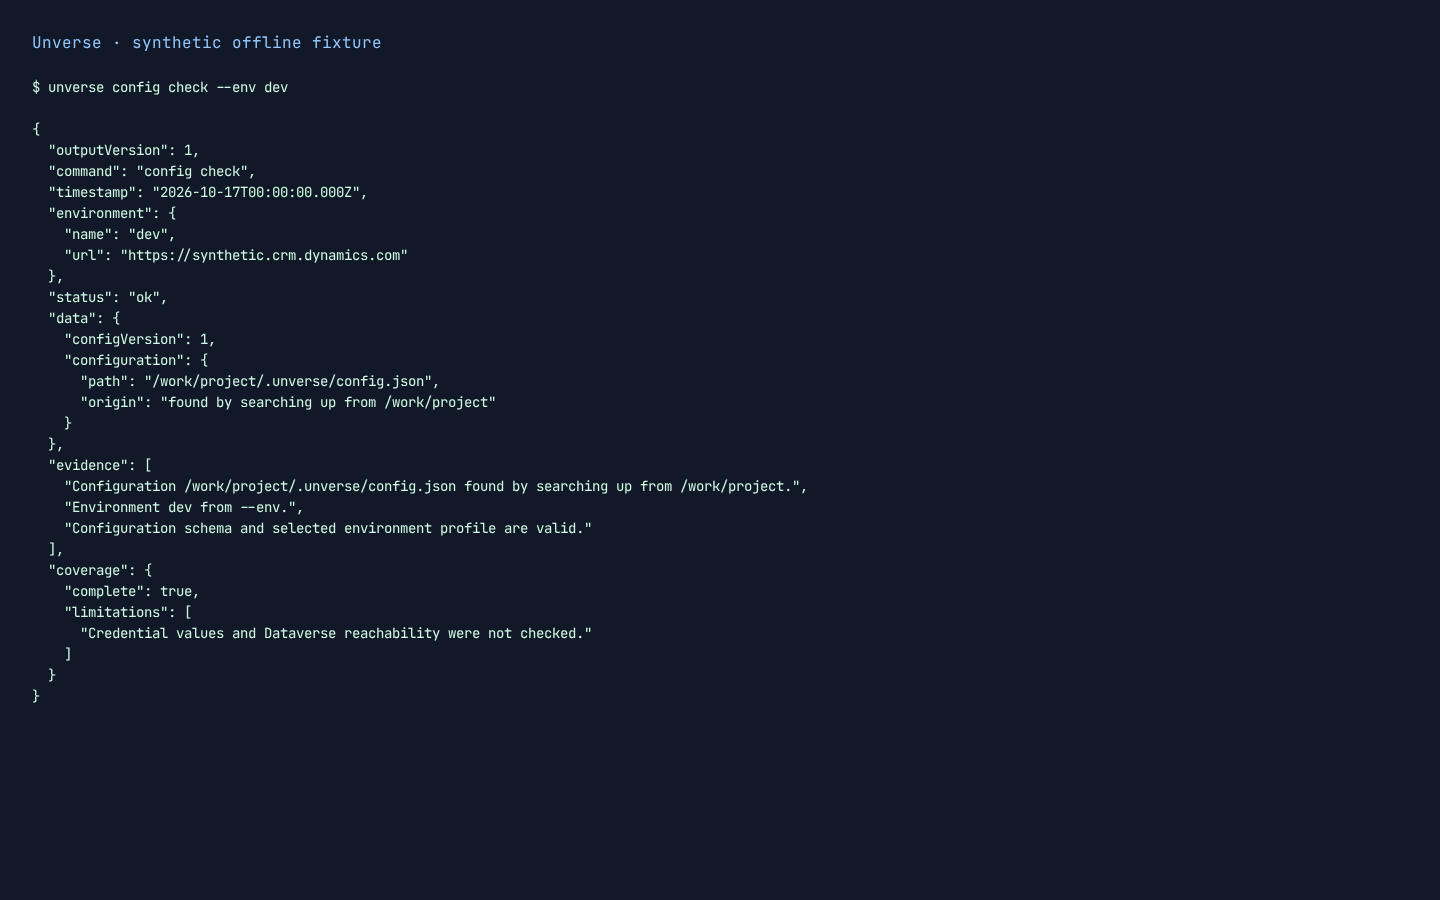 Unverse · synthetic offline fixture
$ unverse config check --env dev
{
  "outputVersion": 1,
  "command": "config check",
  "timestamp": "2026-10-17T00:00:00.000Z",
  "environment": {
    "name": "dev",
    "url": "https://synthetic.crm.dynamics.com"
  },
  "status": "ok",
  "data": {
    "configVersion": 1,
    "configuration": {
      "path": "/work/project/.unverse/config.json",
      "origin": "found by searching up from /work/project"
    }
  },
  "evidence": [
    "Configuration /work/project/.unverse/config.json found by searching up from /work/project.",
    "Environment dev from --env.",
    "Configuration schema and selected environment profile are valid."
  ],
  "coverage": {
    "complete": true,
    "limitations": [
      "Credential values and Dataverse reachability were not checked."
    ]
  }
}